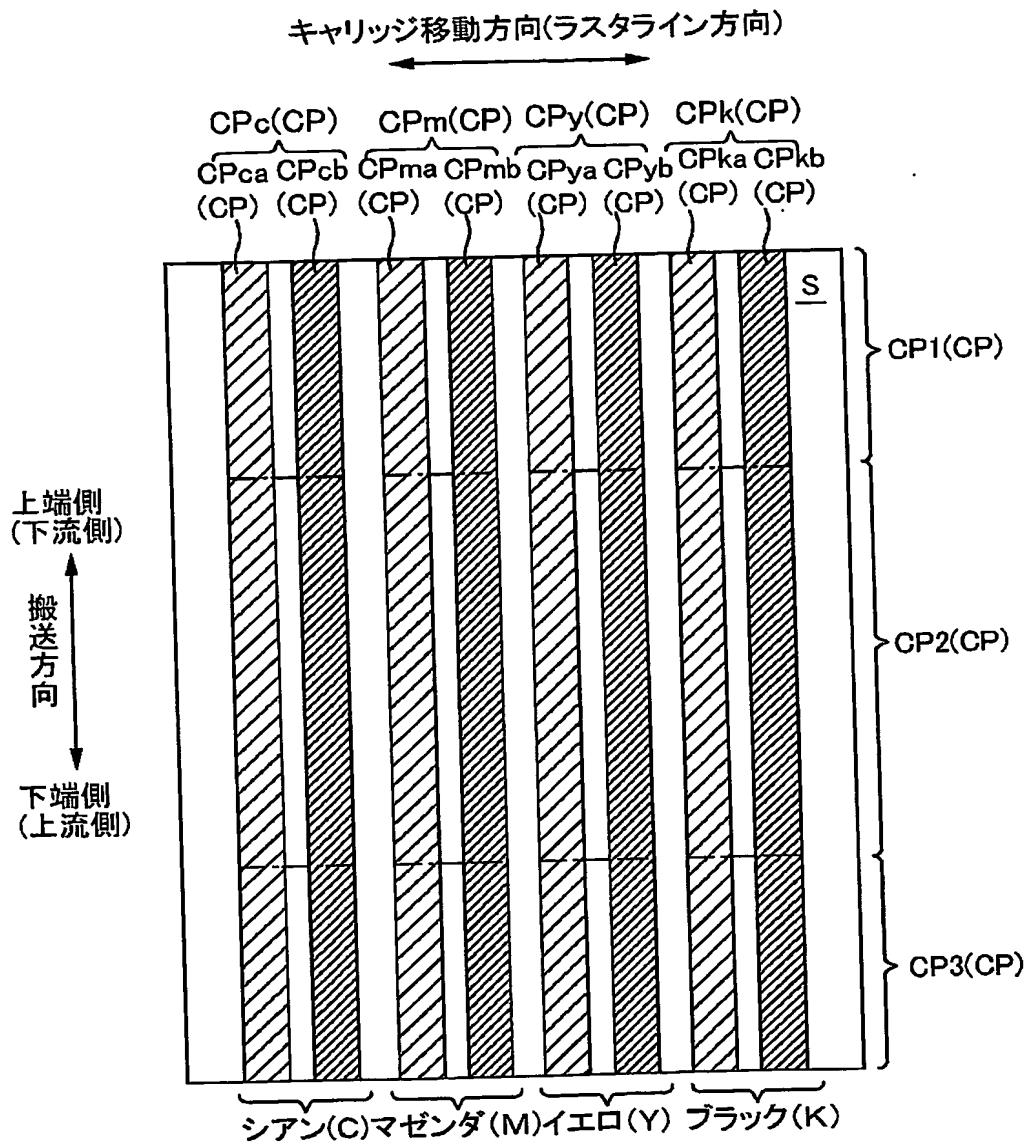 キャリッジ移動方向(ラスタライン方向)
CPc(CP) CPm(CP) CPy(CP) CPk(CP)
CPca CPcb CPma CPmb CPya CPyb CPka CPkb
(CP) (CP) (CP) (CP) (CP) (CP) (CP) (CP)
S
CP1(CP)
上端側
(下流側)
搬送方向
下端側
(上流側)
CP2(CP)
CP3(CP)
シアン(C) マゼンダ(M) イエロ(Y) ブラック(K)